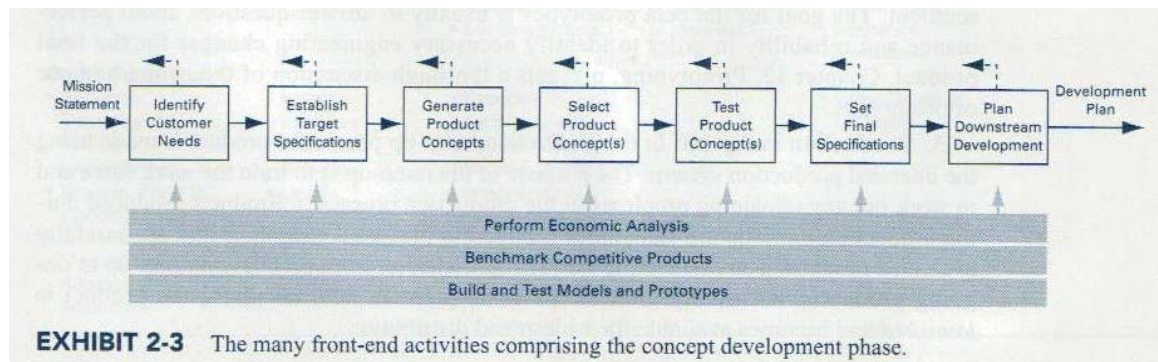 Mission
Statement
Identify
Customer
Needs
Establish
Target
Specifications
Generate
Product
Concepts
Select
Product
Concept(s)
Test
Product
Concept(s)
Set
Final
Specifications
Plan
Downstream
Development
Development
Plan
Perform Economic Analysis
Benchmark Competitive Products
Build and Test Models and Prototypes
EXHIBIT 2-3 The many front-end activities comprising the concept development phase.